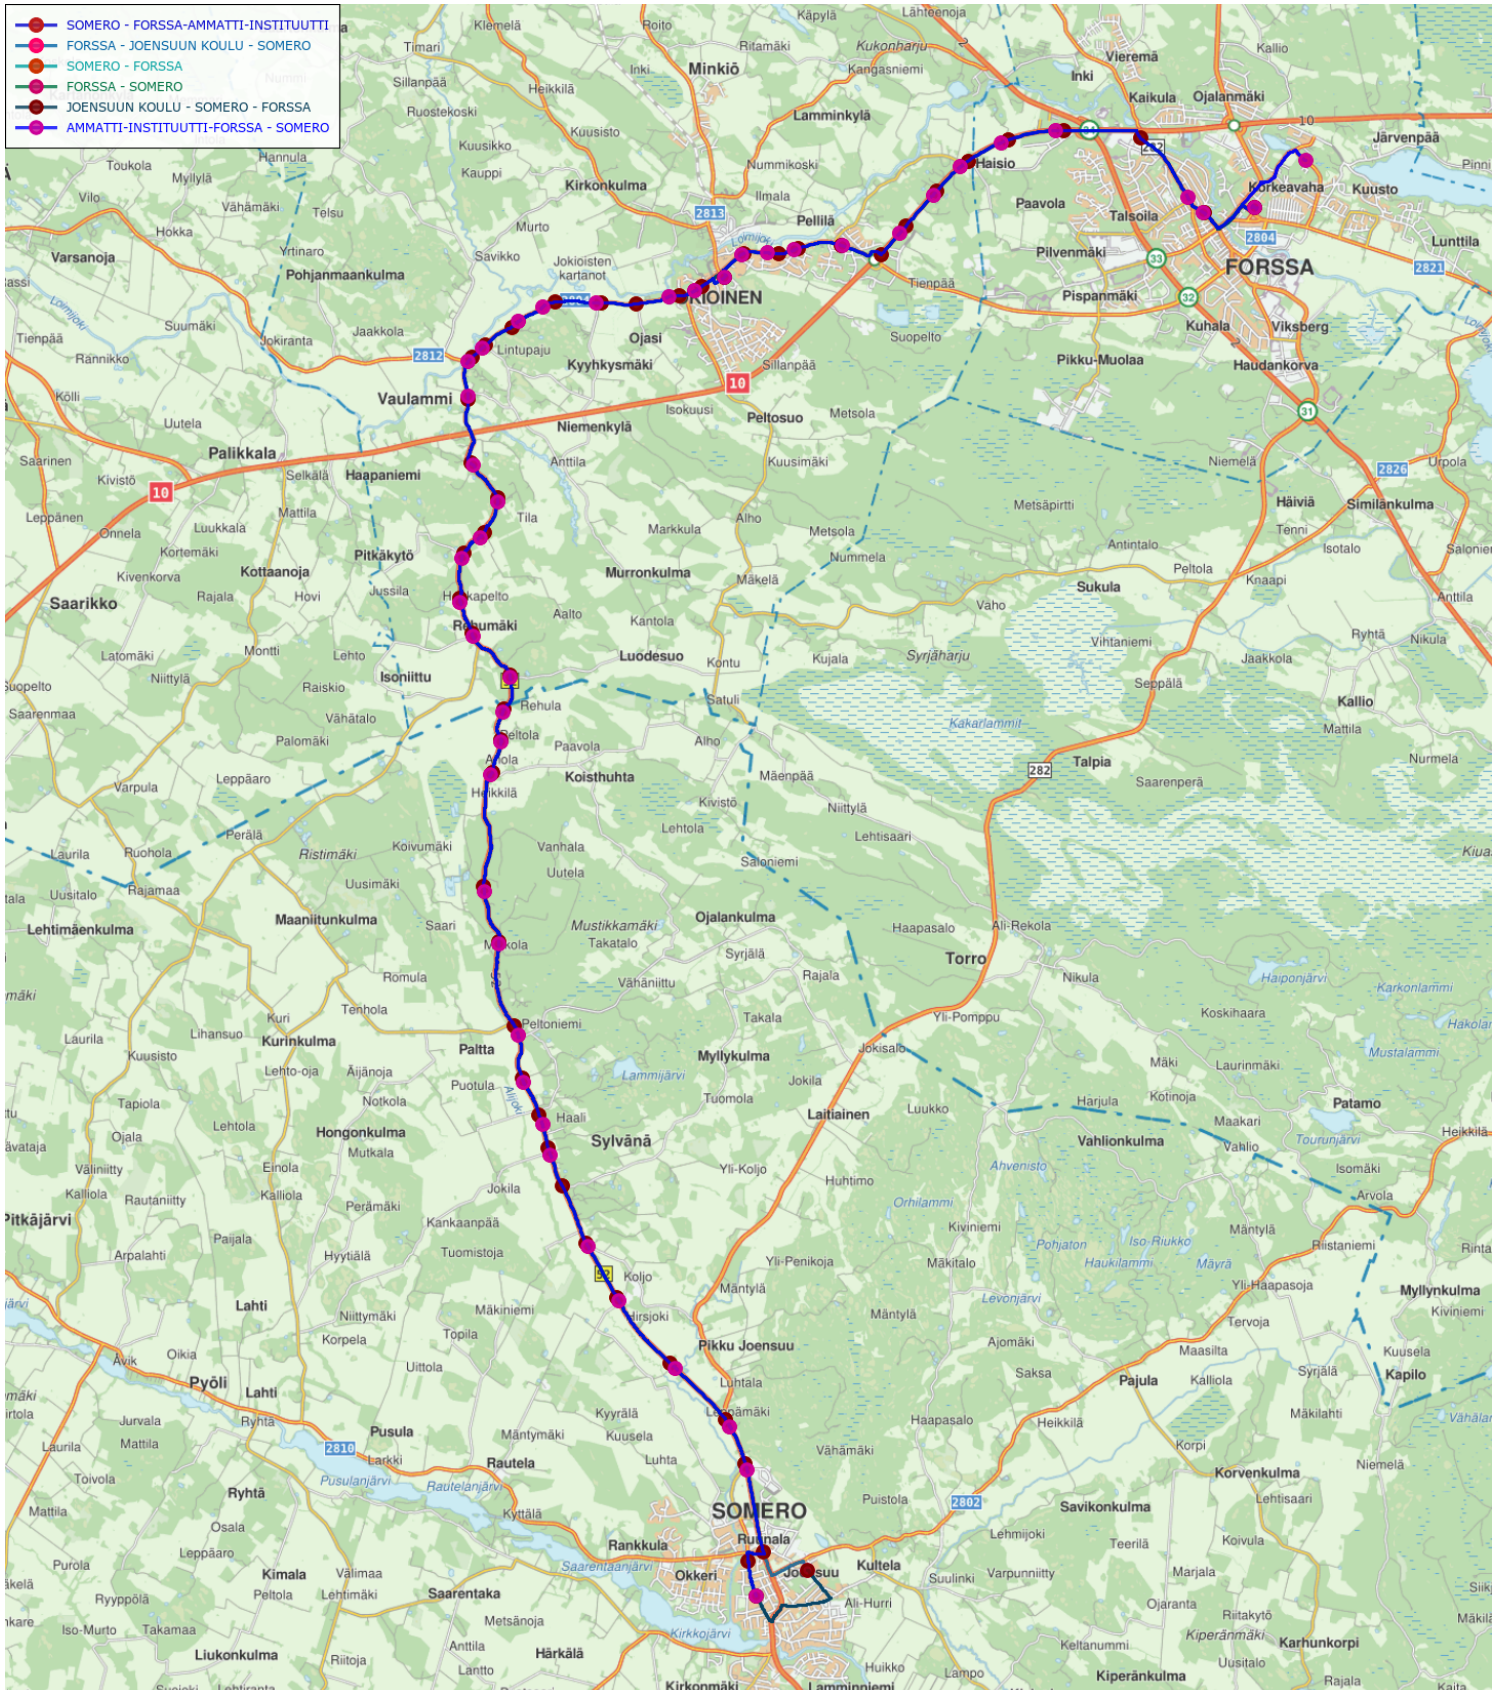 SOMERO - FORSSA-AMMATTI-INSTITUUTTI
FORSSA - JOENSUUN KOULU - SOMERO
SOMERO - FORSSA
FORSSA - SOMERO
JOENSUUN KOULU - SOMERO - FORSSA
AMMATTI-INSTITUUTTI-FORSSA - SOMERO
Klemelä Roito Käpylä Lähteenoja
Timari Ritamäki Kukonharju 2 Vieremä Kallio
Sillanpää Inki Minkiö Kangasniemi Inki
Nummi Heikkilä Kaikula Ojalanmäki
Ruostekoski Lamminkylä 10
Kuusisto Järvenpää
Toukola Hannula Kuusikko Nummikoski Haisio Pinni
Myllylä Kauppi Kirkonkulma Ilmala Korkeavaha Kuusto
Vilo Vähämäki Telsu 2813 Pellilä Paavola Talsoila
Hokka Murto Loimijoki 2804
Varsanoja Yrtinaro Savikko Jokioisten kartanot Pilvenmäki 33 FORSSA Lunttila
Pohjanmaankulma Tienpää 2821
Loimijoki Pispanmäki 32
Suumäki Jaakkola Ojasi Suopelto Kuhala Viksberg
Tienpää Jokiranta Lintupaju
Rannikko 2812 Kyyhkysmäki Sillanpää Pikku-Muolaa 2 Haudankorva
Kölli Vaulammi 10 31
Utela Isokuusi Peltosuo Metsola
Palikkala Niemenkylä
Saarinen Selkälä Haapaniemi Anttila Kuusimäki Niemelä Urpola
Kivistö 10 2826
Leppänen Mattila Tila Alho Metsäpirtti Häiviä Similänkulma
Onnela Luukkala Markkula Metsola Tenni
Kortemäki Pitkäkytö Nummela Antintalo Isotalo
Kivenkorva Kottaanoja Murronkulma Mäkelä Peltola Knaapi
Saarikko Rajala Hovi Jussila Aalto Vaho Sukula Anttila
Kantola Ryhtä Nikula
Latomäki Montti Lehto Luodesuo Kontu Kujala Syrjäharju Vihtaniemi Jaakkola
Suopelto Niittylä Raiskio Isoniittu Seppälä
Saarenmaa Vähätalo Rehula Satuli Kakarlammit Kallio
Palomäki Paavola Alho Mattila
Leppäaro Koisthuhta Mäenpää 282 Talpia Nurmela
Varpula Heikkilä Kivistö Niittylä Saarenperä
Perälä Lehtola Lehtisaari
Laurila Ruohola Ristimäki Koivumäki Vanhala Saloniemi
Uusitalo Rajamaa Uusimäki Uutela
Lehtimäenkulma Maaniitunkulma Saari Mustikkamäki Ojalankulma Haapasalo Ali-Rekola
Takatalo Syrjälä Torro
Romula Vähäniittu Rajala Nikula Haiponjärvi Karkonlammi
Kuri Tenhola Peltoniemi Takala Yli-Pomppu Koskihaara
Laurila Lihansuo Kurinkulma Paltta Myllykulma Jokisalo Mustalammi
Kuusisto Lehto-oja Äijänoja Puotula Lammijärvi Jokila Mäki Laurinmäki
Tapiola Notkola Alijoki Haali Tuomola Luukko Harjula Kotinoja Patamo
Ojala Lehtola Hongonkulma Sylvänä Laitiainen Vahlionkulma Maakari Tourunjärvi Heikkilä
Väliniitty Einola Mutkala Yli-Koljo Ahvenisto Vahlio Isomäki
Kalliola Rautaniitty Kalliola Perämäki Jokila Huhtimo Orhilammi Arvola
Pitkäjärvi Kankaanpää Kiviniemi Mäntylä
Arpalahti Paijala Hyytiälä Tuomistoja Yli-Penikoja Mäkitalo Pohjaton Iso-Riukko Riistaniemi
52 Koljo Haukilammi Mäyrä
Lahti Niittymäki Mäkiniemi Hirsjoki Mäntylä Mäntylä Levonjärvi Yli-Haapasoja Myllynkulma
Korpela Topila Pikku Joensuu Ajomäki Tervoja Kiviniemi
Åvik Oikia Uittola Saksa Maasilta Kuusela
Pyöli Lahti Luhtala Pajula Kalliola Syrjälä Kapilo
Ryhtä Kyyrälä Haapasalo Heikkilä Mäkilahti
Jurvala Pusula Mäntymäki Kuusela Vähämäki Korpi
Laurila Mattila 2810 Larkki Rautela Luhta Niemelä
Toivola Pusulanjärvi Rautelanjärvi Korvenkulma
Mattila Ryhtä Kyttälä SOMERO Puistola 2802 Savikonkulma Lehtisaari
Osala Rankkula Lehmijoki Teerilä Koivula
Purola Leppäaro Kimala Välimaa Saarentaanjärvi Okkeri Kultela Varpunniitty Marjala
Ryyppölä Peltola Lehtimäki Saarentaka Suulinki Ojaranta
Iso-Murto Takamaa Metsänoja Ali-Hurri Riitakytö
Kirkkojärvi Kiperänmäki
Liukonkulma Riitoja Anttila Härkälä Keltanummi Karhunkorpi
Lantto Huikko Lampo Kiperänkulma Uusitalo
Kirkonmäki Lamminniemi Rajala